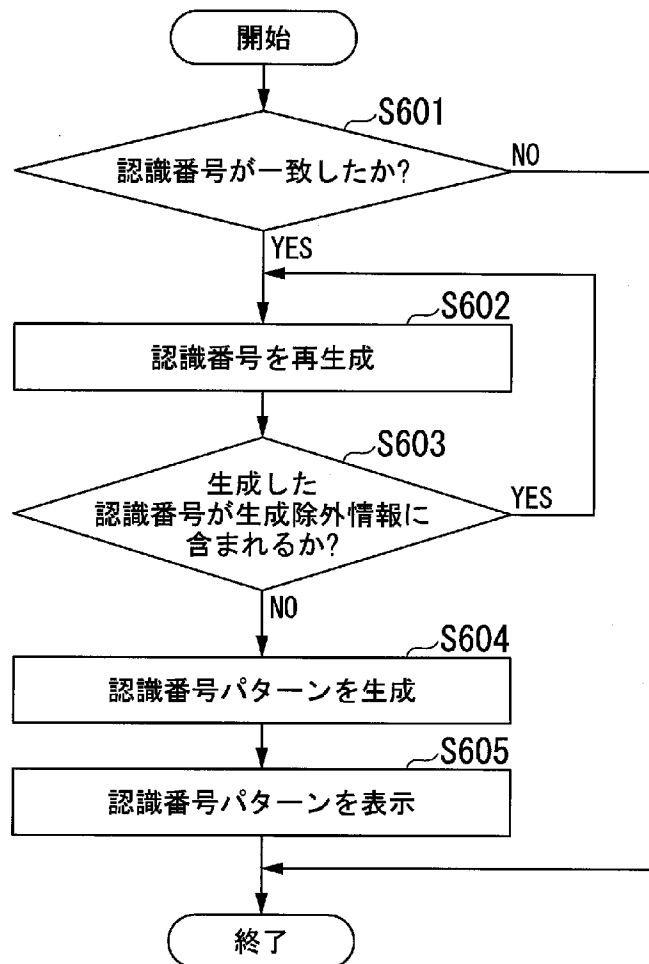 開始
S601
認識番号が一致したか?
NO
YES
S602
認識番号を再生成
S603
生成した
認識番号が生成除外情報に
含まれるか?
YES
NO
S604
認識番号パターンを生成
S605
認識番号パターンを表示
終了